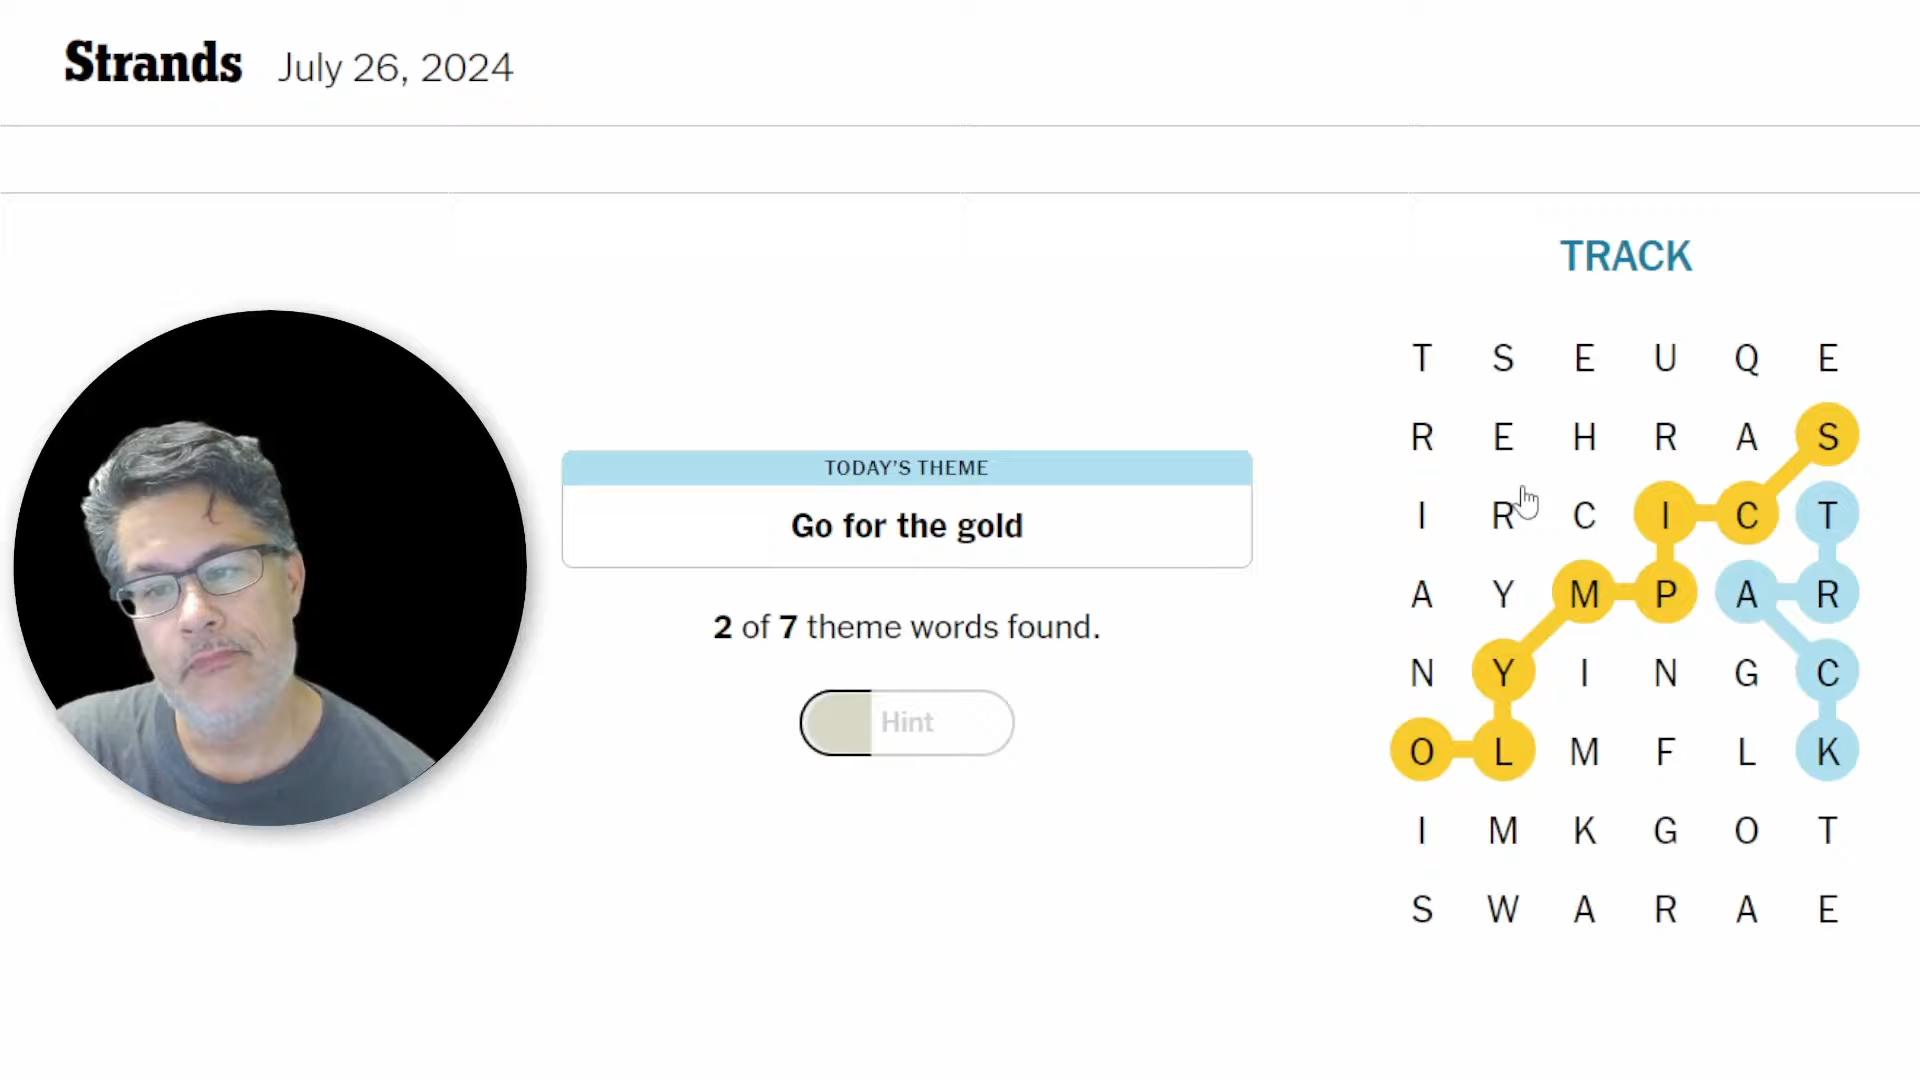 Strands July 26, 2024
TRACK
T S E U Q E
R E H R A S
I R C I C T
A Y M P A R
N Y I N G C
O L M F L K
I M K G O T
S W A R A E
TODAY'S THEME
Go for the gold
2 of 7 theme words found.
Hint